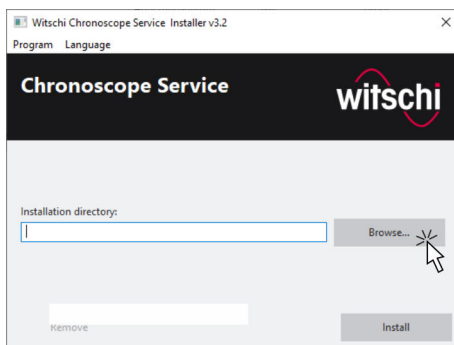 Witschi Chronoscope Service Installer v3.2
Program Language
Chronoscope Service
witschi
Installation directory:
Browse...
Remove
Install